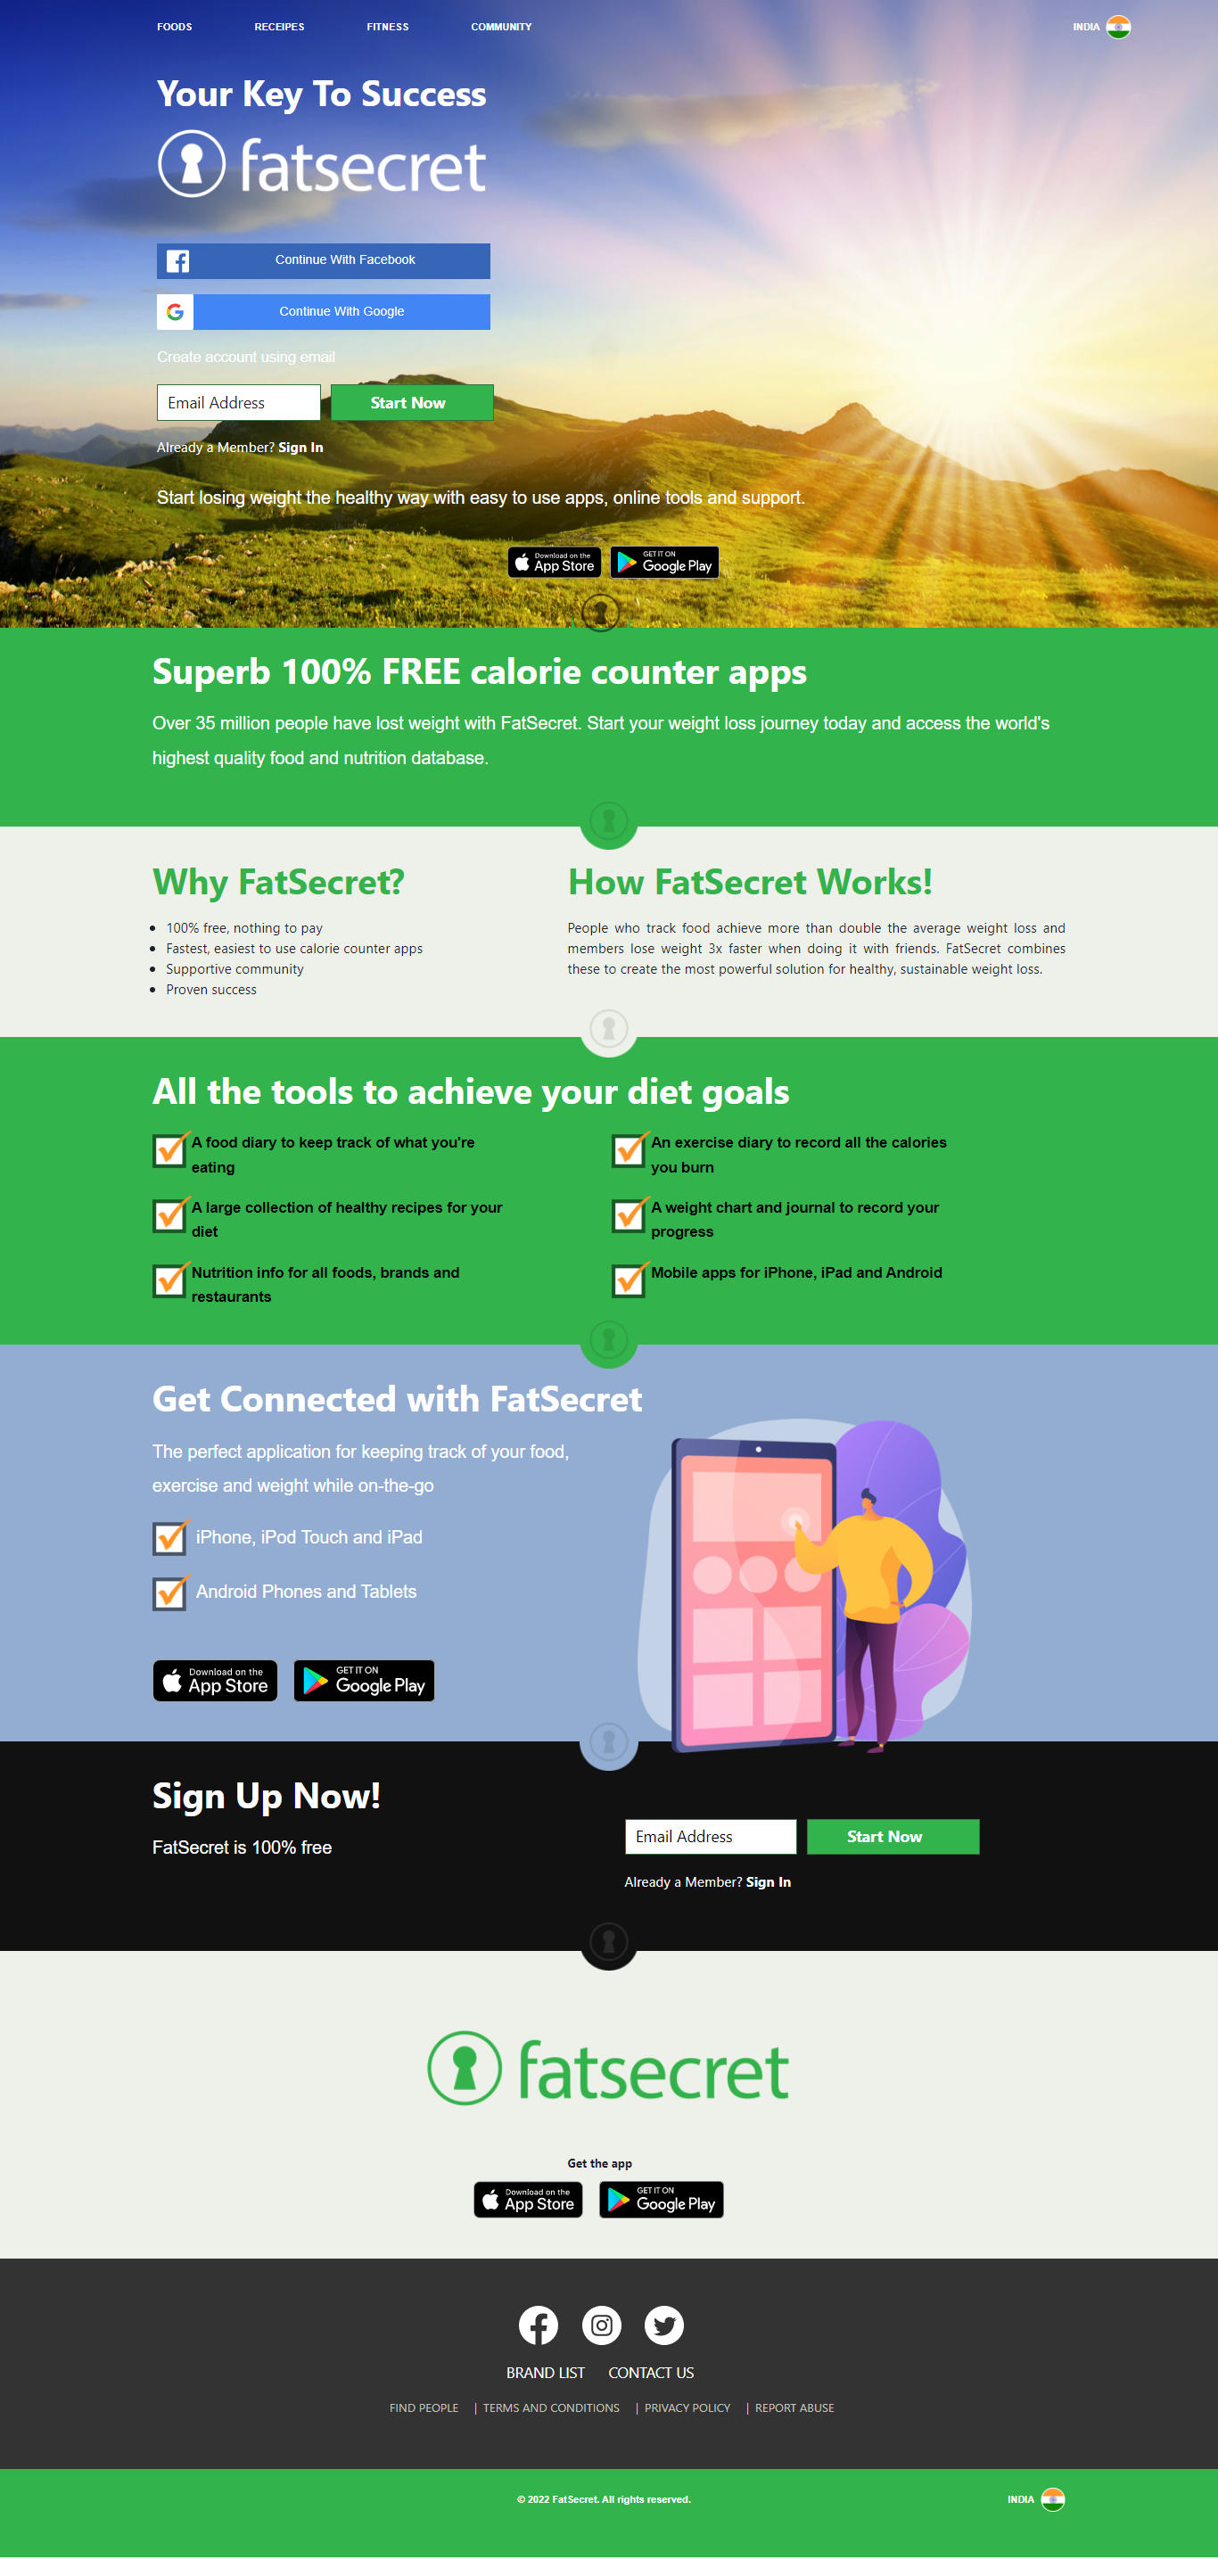 FOODS RECEIPES FITNESS COMMUNITY INDIA
Your Key To Success
fatsecret
Continue With Facebook
Continue With Google
Create account using email
Email Address Start Now
Already a Member? Sign In
Start losing weight the healthy way with easy to use apps, online tools and support.
Download on the App Store GET IT ON Google Play
Superb 100% FREE calorie counter apps
Over 35 million people have lost weight with FatSecret. Start your weight loss journey today and access the world's
highest quality food and nutrition database.
Why FatSecret?
100% free, nothing to pay
Fastest, easiest to use calorie counter apps
Supportive community
Proven success
How FatSecret Works!
People who track food achieve more than double the average weight loss and
members lose weight 3x faster when doing it with friends. FatSecret combines
these to create the most powerful solution for healthy, sustainable weight loss.
All the tools to achieve your diet goals
A food diary to keep track of what you're
eating
An exercise diary to record all the calories
you burn
A large collection of healthy recipes for your
diet
A weight chart and journal to record your
progress
Nutrition info for all foods, brands and
restaurants
Mobile apps for iPhone, iPad and Android
Get Connected with FatSecret
The perfect application for keeping track of your food,
exercise and weight while on-the-go
iPhone, iPod Touch and iPad
Android Phones and Tablets
Download on the App Store GET IT ON Google Play
Sign Up Now!
FatSecret is 100% free
Email Address Start Now
Already a Member? Sign In
fatsecret
Get the app
Download on the App Store GET IT ON Google Play
BRAND LIST CONTACT US
FIND PEOPLE | TERMS AND CONDITIONS | PRIVACY POLICY | REPORT ABUSE
© 2022 FatSecret. All rights reserved. INDIA